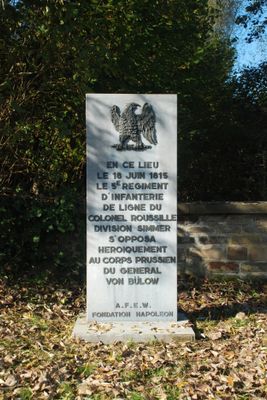 EN CE LIEU
LE 18 JUIN 1815
LE 5E REGIMENT
D'INFANTERIE
DE LIGNE DU
COLONEL ROUSSILLE
DIVISION SIMMER
S'OPPOSA
HEROIQUEMENT
AU CORPS PRUSSIEN
DU GENERAL
VON BÜLOW
A.F.E.W.
FONDATION NAPOLEON